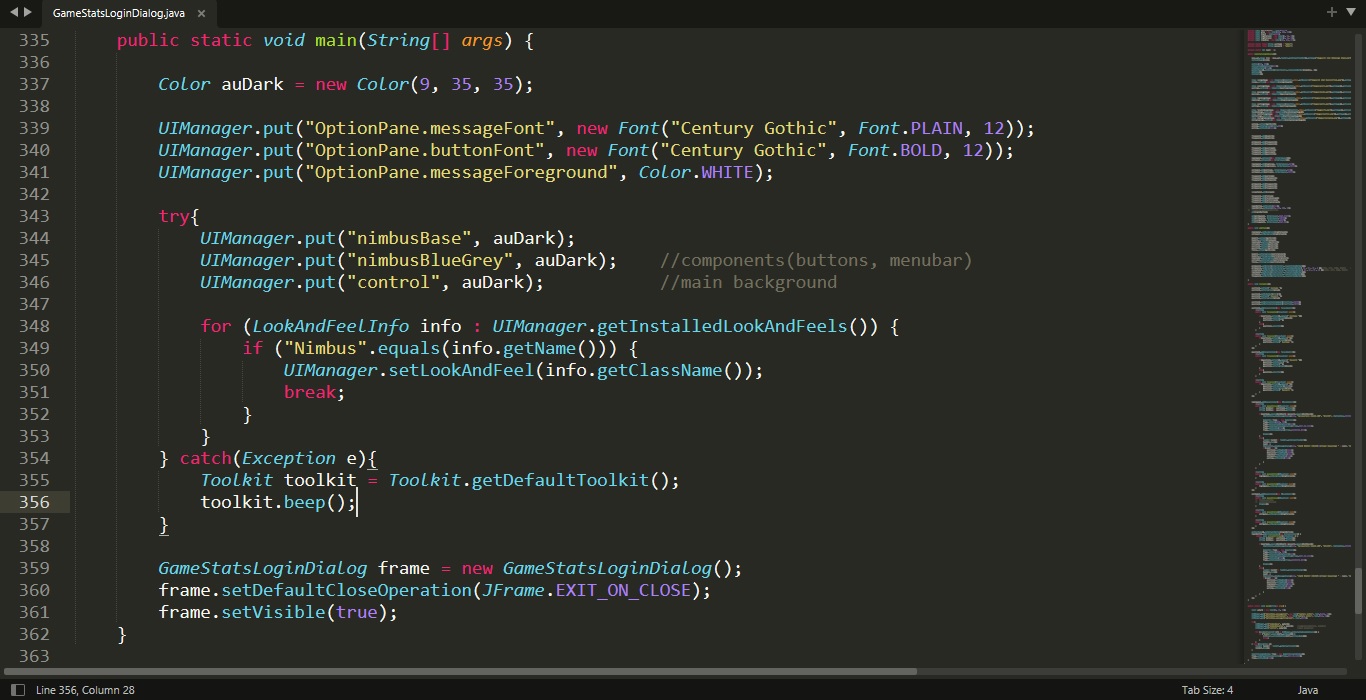 GameStatsLoginDialog.java ×
335 public static void main(String[] args) {
336
337 Color auDark = new Color(9, 35, 35);
338
339 UIManager.put("OptionPane.messageFont", new Font("Century Gothic", Font.PLAIN, 12));
340 UIManager.put("OptionPane.buttonFont", new Font("Century Gothic", Font.BOLD, 12));
341 UIManager.put("OptionPane.messageForeground", Color.WHITE);
342
343 try{
344 UIManager.put("nimbusBase", auDark);
345 UIManager.put("nimbusBlueGrey", auDark); //components(buttons, menubar)
346 UIManager.put("control", auDark); //main background
347
348 for (LookAndFeelInfo info : UIManager.getInstalledLookAndFeels()) {
349 if ("Nimbus".equals(info.getName())) {
350 UIManager.setLookAndFeel(info.getClassName());
351 break;
352 }
353 }
354 } catch(Exception e){
355 Toolkit toolkit = Toolkit.getDefaultToolkit();
356 toolkit.beep();
357 }
358
359 GameStatsLoginDialog frame = new GameStatsLoginDialog();
360 frame.setDefaultCloseOperation(JFrame.EXIT_ON_CLOSE);
361 frame.setVisible(true);
362 }
363
Line 356, Column 28 Tab Size: 4 Java